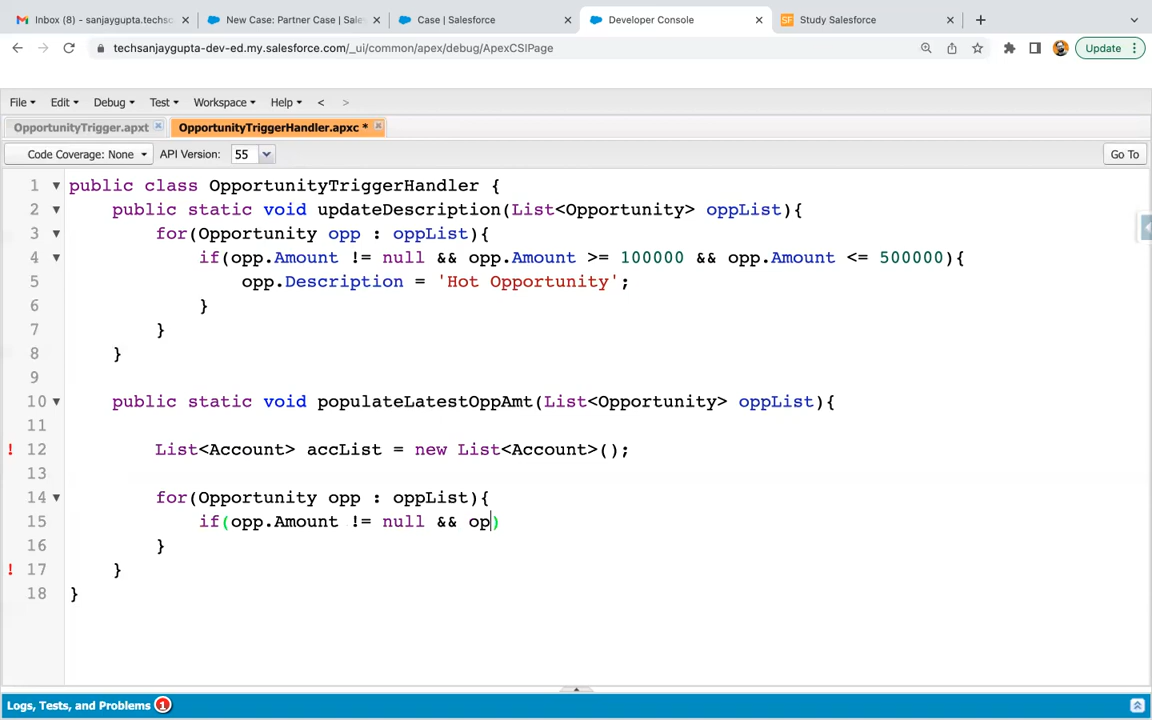 Inbox (8) - sanjaygupta.techsc
New Case: Partner Case | Sale
Case | Salesforce
Developer Console
SF Study Salesforce
techsanjaygupta-dev-ed.my.salesforce.com/_ui/common/apex/debug/ApexCSIPage
Update
File Edit Debug Test Workspace Help < >
OpportunityTrigger.apxt
OpportunityTriggerHandler.apxc *
Code Coverage: None API Version: 55 Go To
1 public class OpportunityTriggerHandler {
2 public static void updateDescription(List<Opportunity> oppList){
3 for(Opportunity opp : oppList){
4 if(opp.Amount != null && opp.Amount >= 100000 && opp.Amount <= 500000){
5 opp.Description = 'Hot Opportunity';
6 }
7 }
8 }
9
10 public static void populateLatestOppAmt(List<Opportunity> oppList){
11
! 12 List<Account> accList = new List<Account>();
13
14 for(Opportunity opp : oppList){
15 if(opp.Amount != null && op)
16 }
! 17 }
18 }
Logs, Tests, and Problems 1